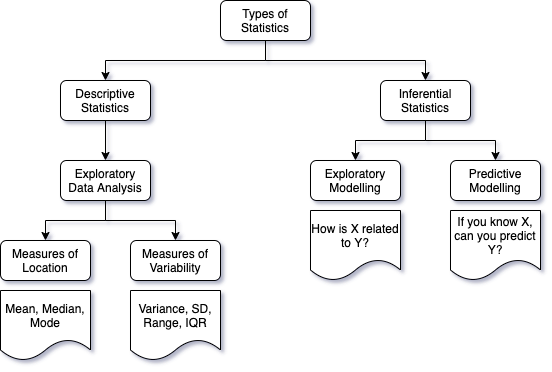 Types of
Statistics
Descriptive
Statistics
Inferential
Statistics
Exploratory
Data Analysis
Exploratory
Modelling
Predictive
Modelling
How is X related
to Y?
If you know X,
can you predict
Y?
Measures of
Location
Measures of
Variability
Mean, Median,
Mode
Variance, SD,
Range, IQR